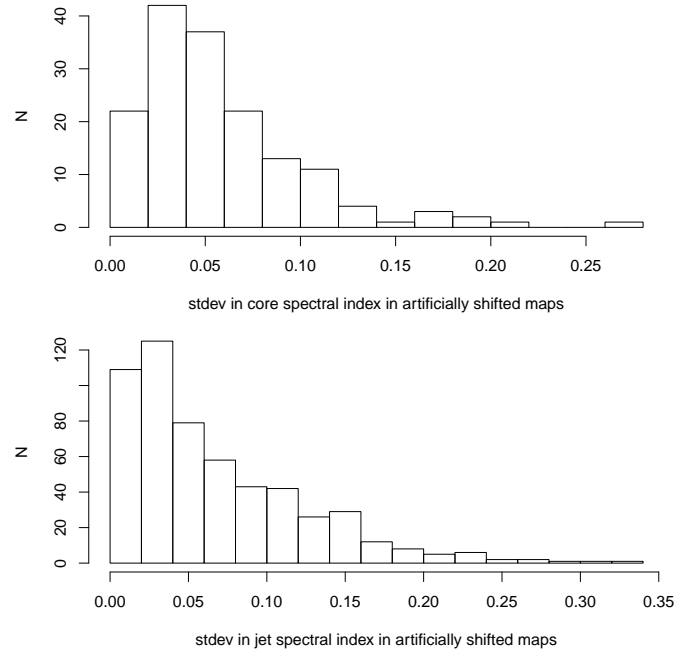 40
30
20
10
0
N
0.00 0.05 0.10 0.15 0.20 0.25
stdev in core spectral index in artificially shifted maps
120
80
60
40
20
0
N
0.00 0.05 0.10 0.15 0.20 0.25 0.30 0.35
stdev in jet spectral index in artificially shifted maps